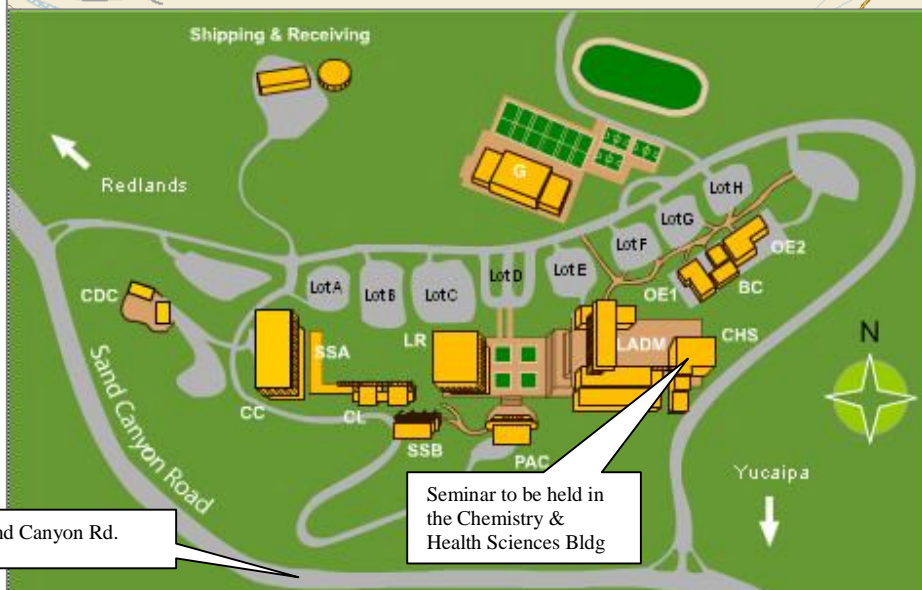 Shipping & Receiving
Redlands
G
Lot H
Lot G
Lot F
Lot E
Lot D
Lot C
Lot B
Lot A
OE2
BC
OE1
CDC
SSA
LR
LADM
CHS
N
CC
CL
SSB
PAC
Sand Canyon Road
Yucaipa
Seminar to be held in
the Chemistry &
Health Sciences Bldg
Canyon Rd.